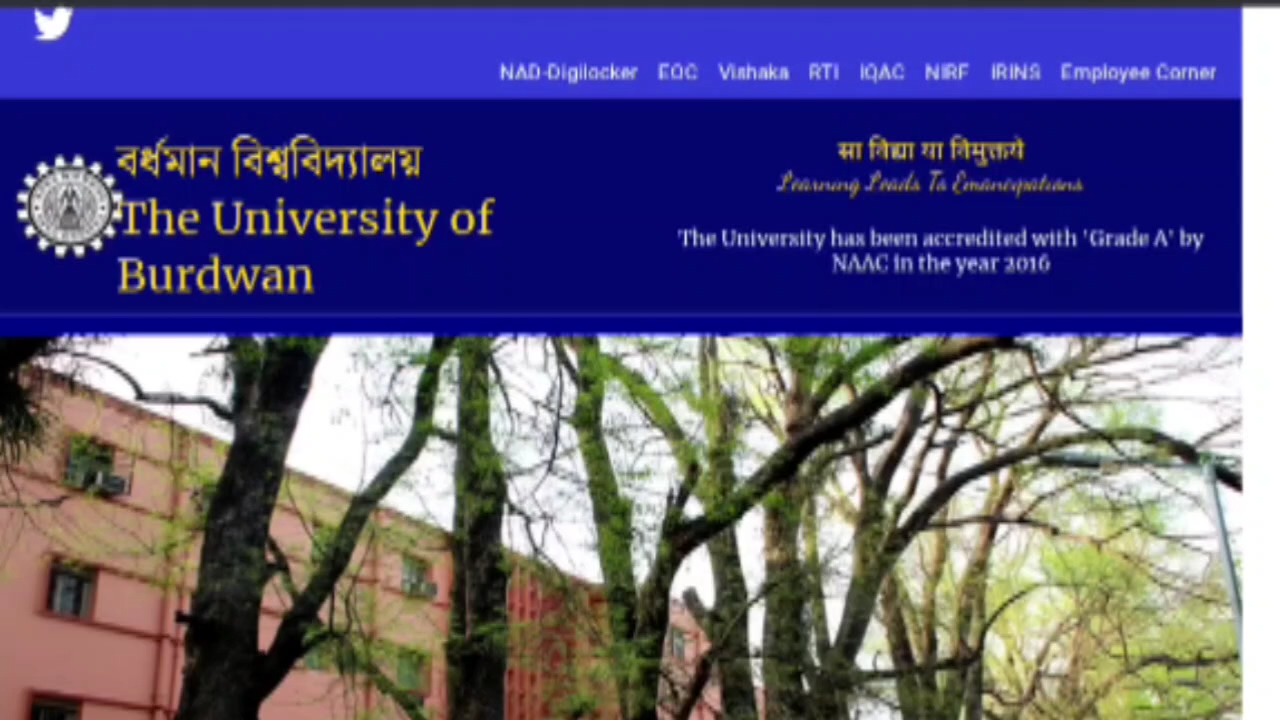 NAD-Digilocker EOC Vishaka RTI IQAC NIRF IRINS Employee Corner
বর্ধমান বিশ্ববিদ্যালয়
The University of
Burdwan
सा विद्या या विमुक्तये
Learning Leads To Emancipations
The University has been accredited with 'Grade A' by
NAAC in the year 2016